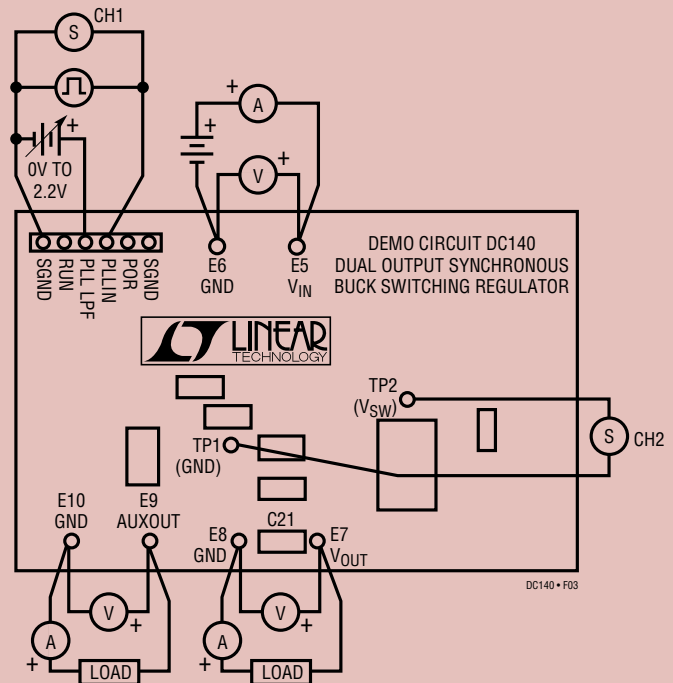 S CH1
+
0V TO
2.2V
+
A
+
V
+
SGND
RUN
PLL LPF
PLLIN
POR
SGND
E6
GND
E5
VIN
DEMO CIRCUIT DC140
DUAL OUTPUT SYNCHRONOUS
BUCK SWITCHING REGULATOR
LINEAR
TECHNOLOGY
TP2
(VSW)
TP1
(GND)
S CH2
E10
GND
E9
AUXOUT
E8
GND
C21
E7
VOUT
DC140 • F03
V
+
A
+
LOAD
V
+
A
+
LOAD